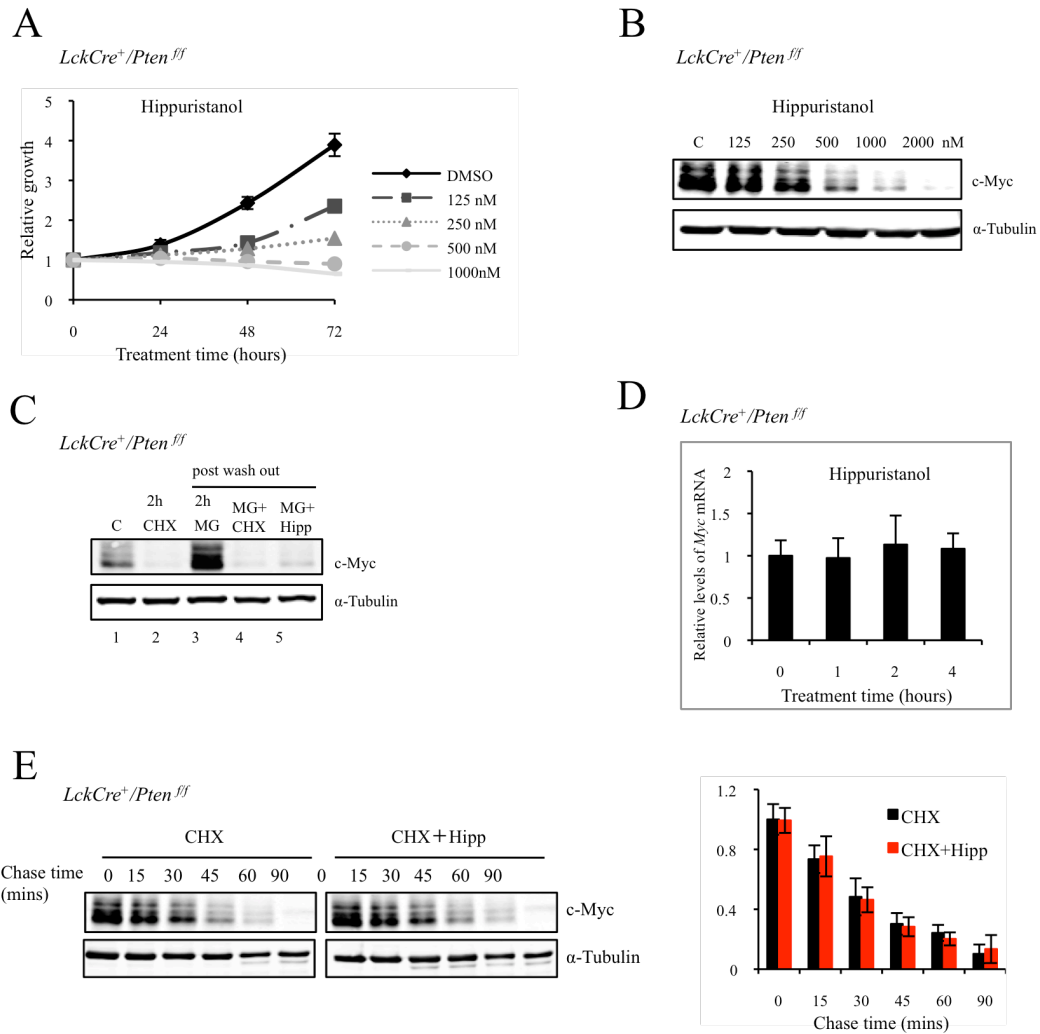 A
LckCre+/Pten f/f
Hippuristanol
5
4
3
2
1
0
Relative growth
0 24 48 72
Treatment time (hours)
DMSO
125 nM
250 nM
500 nM
1000nM
B
LckCre+/Pten f/f
Hippuristanol
C 125 250 500 1000 2000 nM
c-Myc
α-Tubulin
C
LckCre+/Pten f/f
post wash out
2h 2h MG+ MG+
C CHX MG CHX Hipp
c-Myc
α-Tubulin
1 2 3 4 5
D
LckCre+/Pten f/f
Hippuristanol
2
1.5
1
0.5
0
Relative levels of Myc mRNA
0 1 2 4
Treatment time (hours)
E
LckCre+/Pten f/f
CHX CHX+Hipp
Chase time 0 15 30 45 60 90 0 15 30 45 60 90
(mins)
c-Myc
α-Tubulin
1.2
0.8
0.4
0
CHX
CHX+Hipp
0 15 30 45 60 90
Chase time (mins)